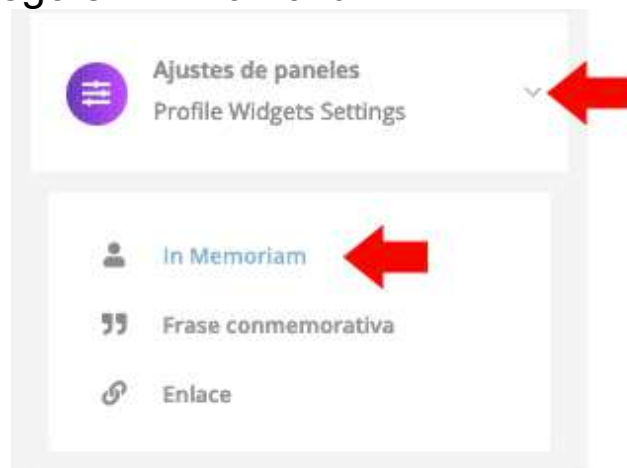 Ajustes de paneles
Profile Widgets Settings
In Memoriam
Frase conmemorativa
Enlace